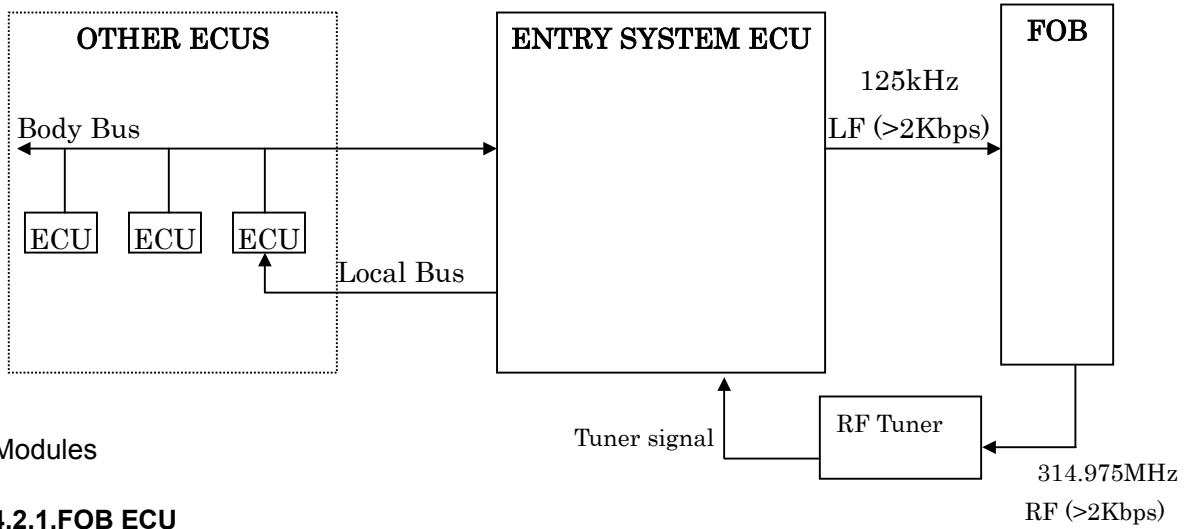 OTHER ECUS
ENTRY SYSTEM ECU
FOB
125kHz
LF (>2Kbps)
Body Bus
ECU
ECU
ECU
Local Bus
Tuner signal
RF Tuner
314.975MHz
RF (>2Kbps)
Modules
4.2.1.FOB ECU